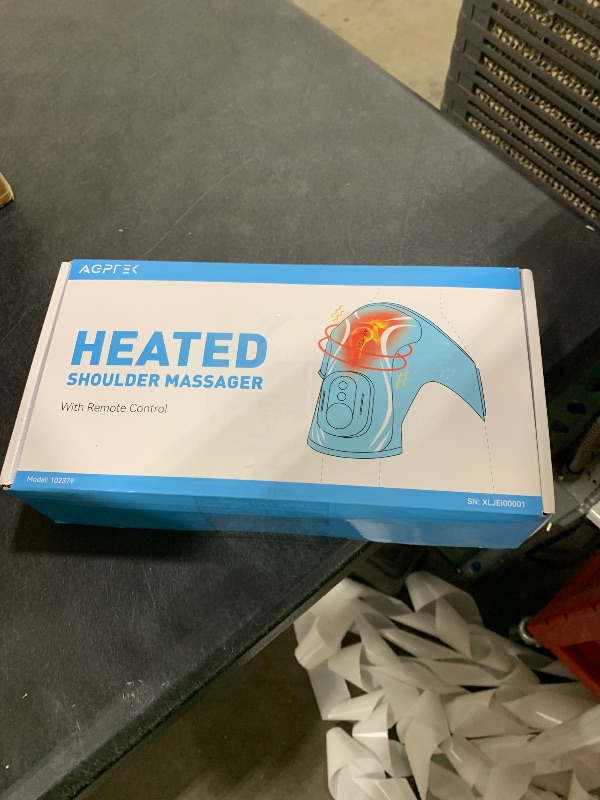 AGPTEK
HEATED
SHOULDER MASSAGER
With Remote Control
Model: 102379
SN: XLJEI00001